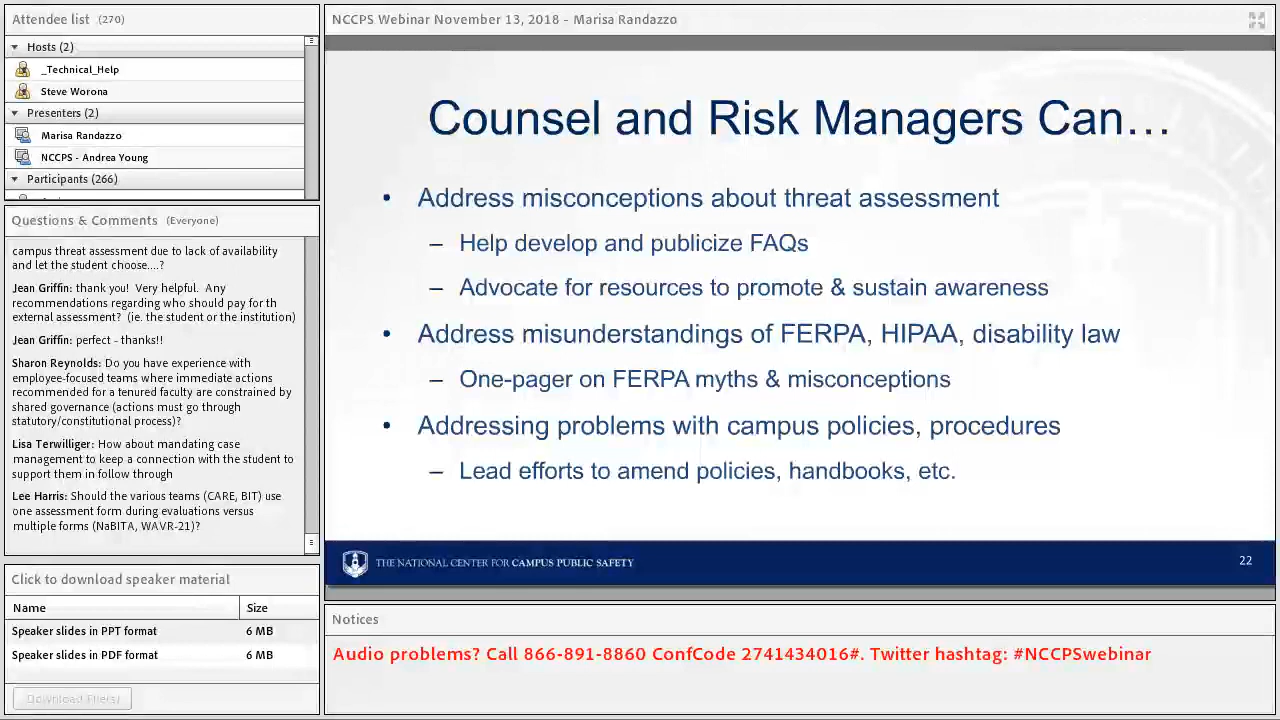 Attendee list (270)
Hosts (2)
_Technical_Help
Steve Worona
Presenters (2)
Marisa Randazzo
NCCPS - Andrea Young
Participants (266)
Questions & Comments (Everyone)
campus threat assessment due to lack of availability
and let the student choose....?
Jean Griffin: thank you! Very helpful. Any
recommendations regardng who should pay for th
external assessment? (ie. the student or the institution)
Jean Griffin: perfect - thanks!!
Sharon Reynolds: Do you have experience with
employee-focused teams where immediate actions
recommended for a tenured faculty are constrained by
shared governance (actions must go through
statutory/constitutional process)?
Lisa Terwilliger: How about mandating case
management to keep a connection with the student to
support them in follow through
Lee Harris: Should the various teams (CARE, BIT) use
one assessment form during evaluations versus
multiple forms (NaBITA, WAVR-21)?
Click to download speaker material
Name Size
Speaker slides in PPT format 6 MB
Speaker slides in PDF format 6 MB
Download File(s)
NCCPS Webinar November 13, 2018 - Marisa Randazzo
Counsel and Risk Managers Can…
• Address misconceptions about threat assessment
– Help develop and publicize FAQs
– Advocate for resources to promote & sustain awareness
• Address misunderstandings of FERPA, HIPAA, disability law
– One-pager on FERPA myths & misconceptions
• Addressing problems with campus policies, procedures
– Lead efforts to amend policies, handbooks, etc.
THE NATIONAL CENTER FOR CAMPUS PUBLIC SAFETY
22
Notices
Audio problems? Call 866-891-8860 ConfCode 2741434016#. Twitter hashtag: #NCCPSwebinar